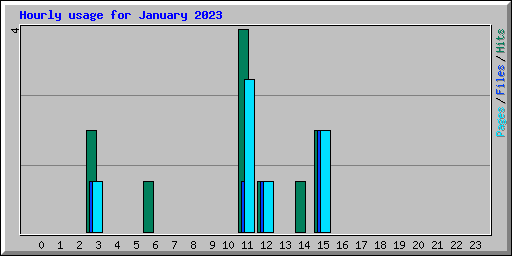 Hourly usage for January 2023
4
Pages/Files/Hits
0 1 2 3 4 5 6 7 8 9 10 11 12 13 14 15 16 17 18 19 20 21 22 23